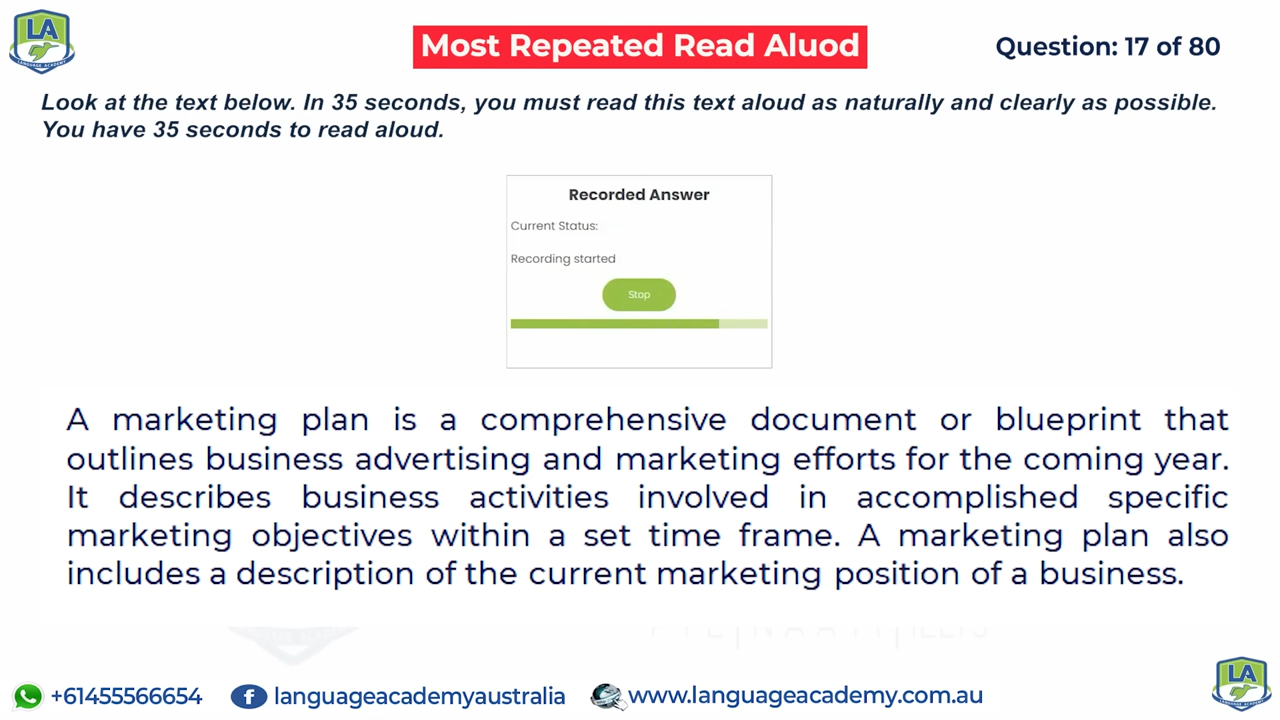 LA
LANGUAGE ACADEMY
Most Repeated Read Aluod
Question: 17 of 80
Look at the text below. In 35 seconds, you must read this text aloud as naturally and clearly as possible.
You have 35 seconds to read aloud.
Recorded Answer
Current Status:
Recording started
Stop
A marketing plan is a comprehensive document or blueprint that
outlines business advertising and marketing efforts for the coming year.
It describes business activities involved in accomplished specific
marketing objectives within a set time frame. A marketing plan also
includes a description of the current marketing position of a business.
+61455566654
languageacademyaustralia
www.languageacademy.com.au
LA